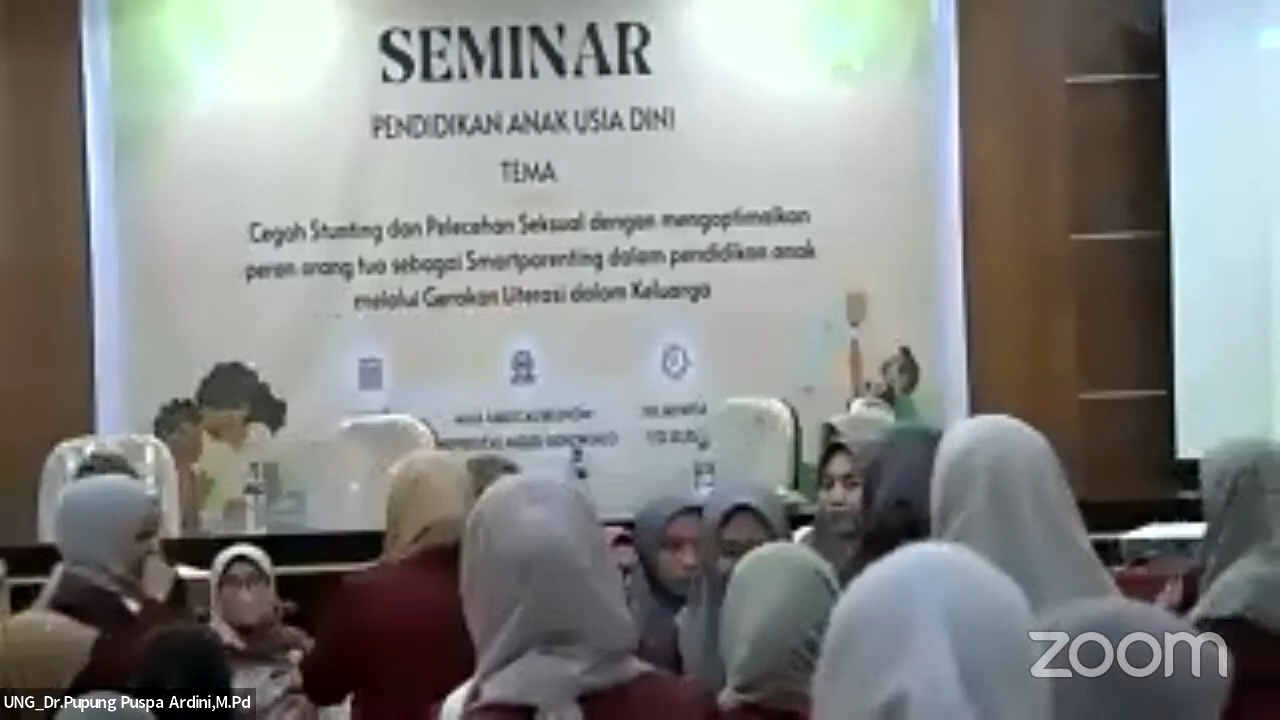 SEMINAR
PENDIDIKAN ANAK USIA DINI
TEMA
Cegah Stunting dan Pelecehan Seksual dengan mengoptimalkan
peran orang tua sebagai Smartparenting dalam pendidikan anak
melalui Gerakan Literasi dalam Keluarga
zoom
UNG_Dr.Pupung Puspa Ardini,M.Pd